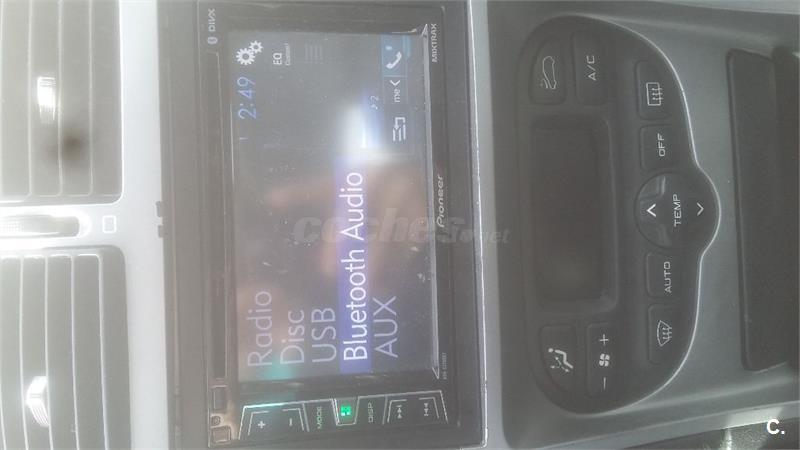 DIVX
MIXTRAX
2:49
EQ
Radio
Disc
USB
Bluetooth Audio
AUX
me
MODE
DISP
Pioneer
coches.net
A/C
OFF
TEMP
AUTO
C.